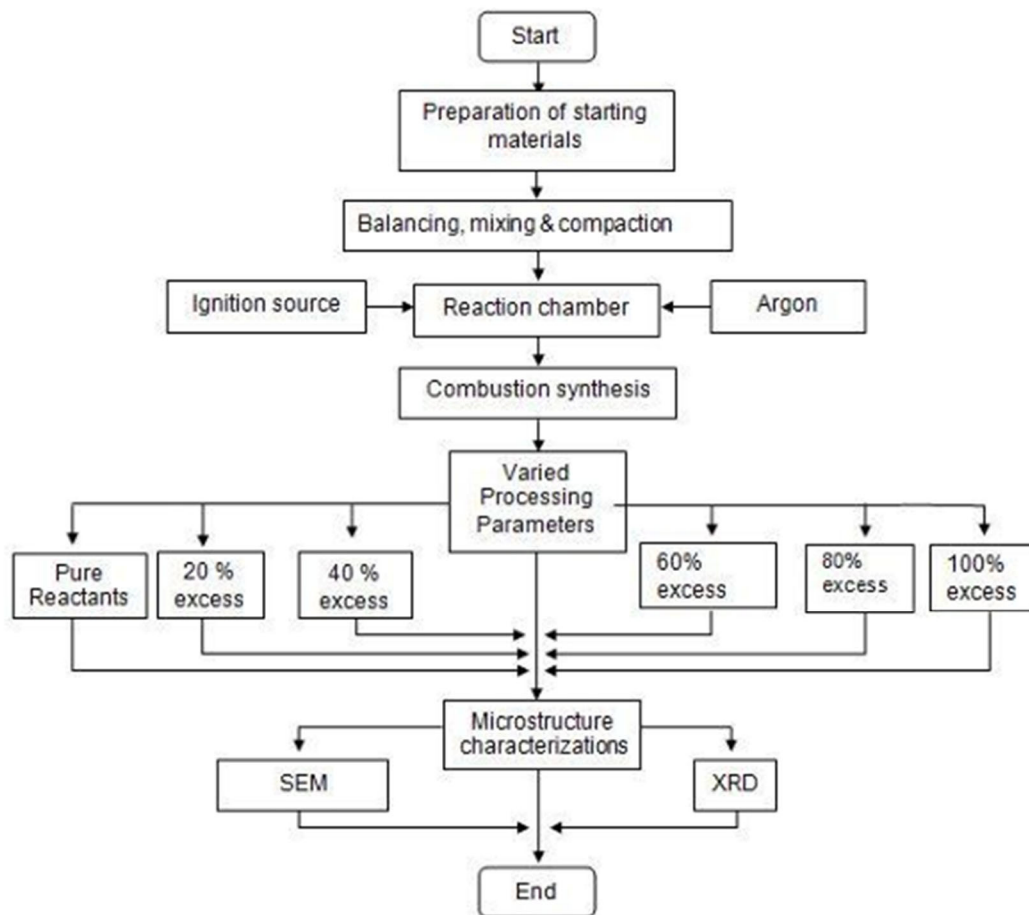 Start
Preparation of starting
materials
Balancing, mixing & compaction
Ignition source
Reaction chamber
Argon
Combustion synthesis
Varied
Processing
Parameters
Pure
Reactants
20 %
excess
40 %
excess
60%
excess
80%
excess
100%
excess
Microstructure
characterizations
SEM
XRD
End